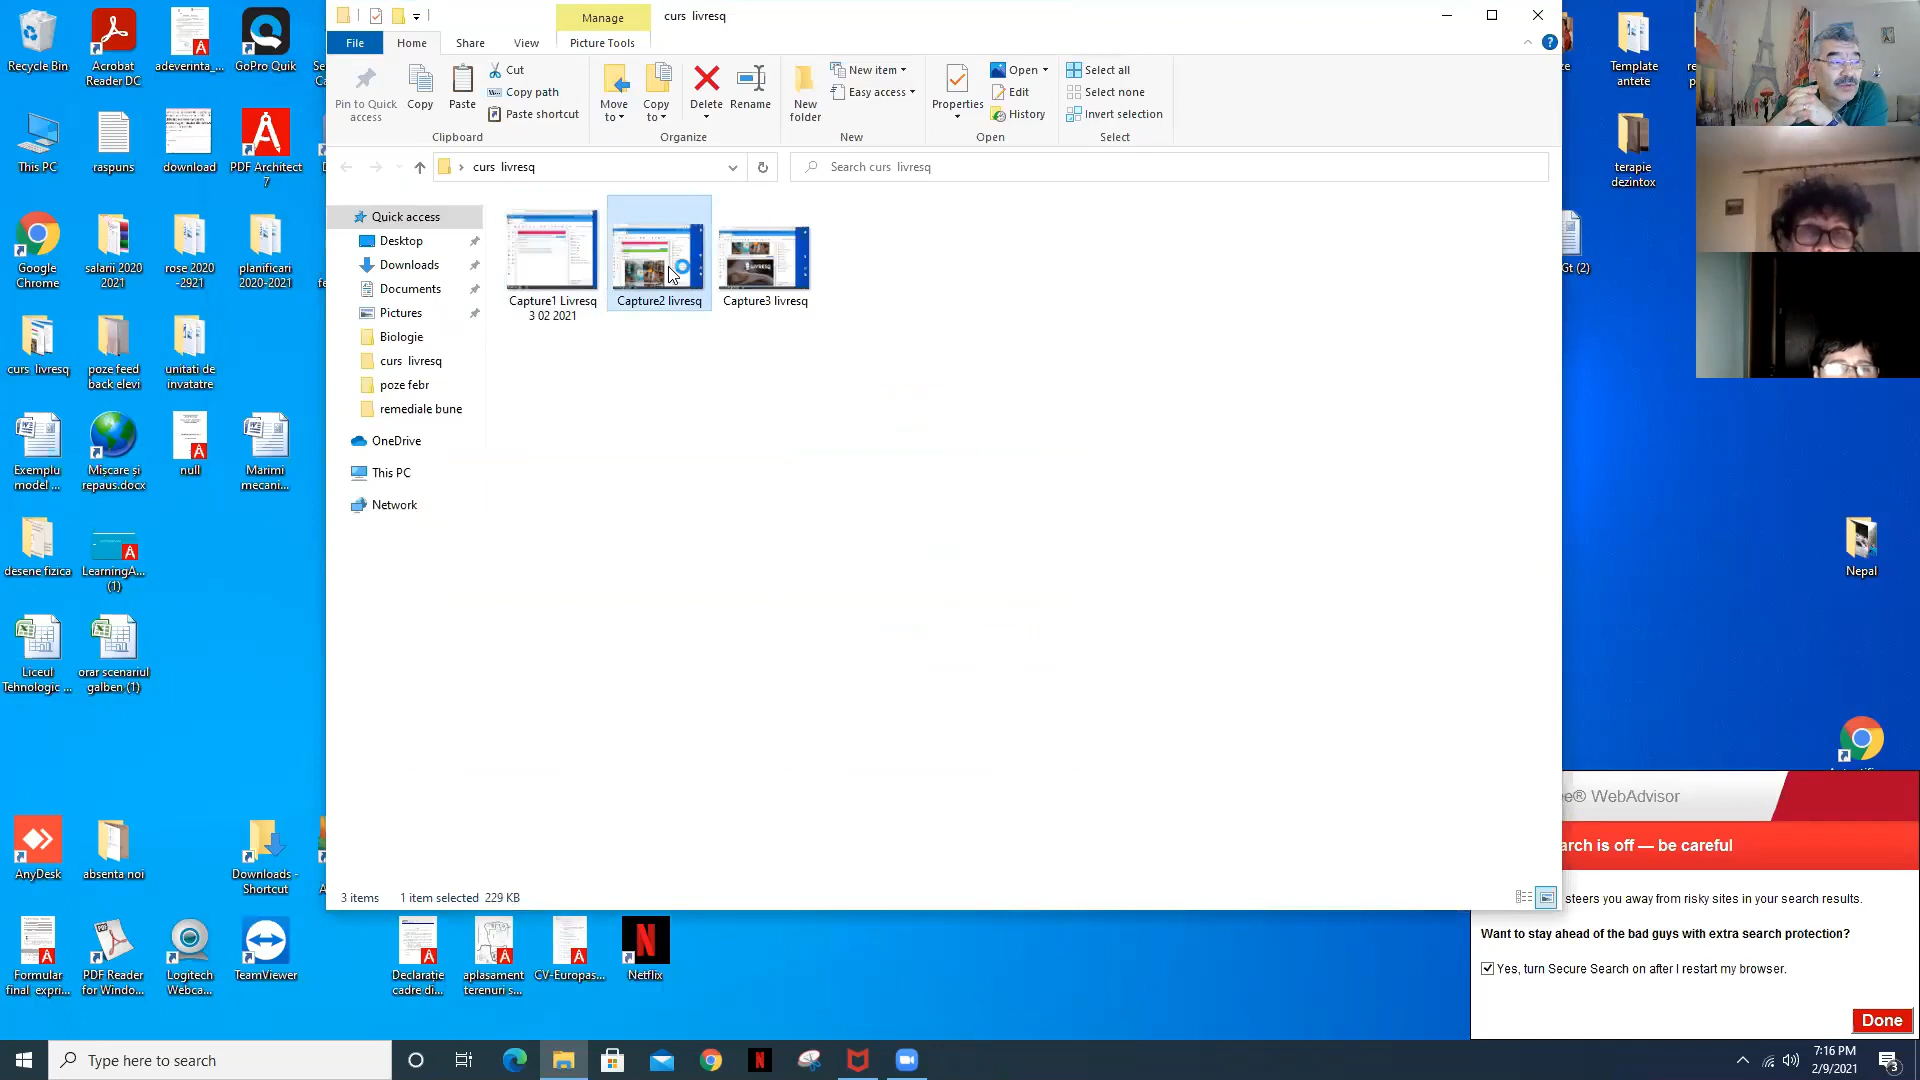 Manage
curs livresq
File
Home
Share
View
Picture Tools
Pin to Quick
access
Copy
Paste
Cut
Copy path
Paste shortcut
Clipboard
Move
to
Copy
to
Delete
Rename
Organize
New
folder
New item
Easy access
New
Properties
Open
Edit
History
Open
Select all
Select none
Invert selection
Select
curs livresq
Search curs livresq
Quick access
Desktop
Downloads
Documents
Pictures
Biologie
curs livresq
poze febr
remediale bune
OneDrive
This PC
Network
Capture1 Livresq
3 02 2021
Capture2 livresq
Capture3 livresq
3 items
1 item selected 229 KB
Recycle Bin
Acrobat
Reader DC
adeverinta_...
GoPro Quik
This PC
raspuns
download
PDF Architect
7
Google
Chrome
salarii 2020
2021
rose 2020
-2921
planificari
2020-2021
curs livresq
poze feed
back elevi
unitati de
invatatre
Exemplu
model ...
Mișcare și
repaus.docx
null
Marimi
mecani...
desene fizica
LearningA...
(1)
Liceul
Tehnologic ...
orar scenariul
galben (1)
AnyDesk
absenta noi
Downloads -
Shortcut
Formular
final_expri...
PDF Reader
for Windo...
Logitech
Webca...
TeamViewer
Declaratie
cadre di...
aplasament
terenuri s...
CV-Europas...
Netflix
Template
antete
terapie
dezintox
Gt (2)
Nepal
e® WebAdvisor
arch is off — be careful
steers you away from risky sites in your search results.
Want to stay ahead of the bad guys with extra search protection?
Yes, turn Secure Search on after I restart my browser.
Done
Type here to search
7:16 PM
2/9/2021
3